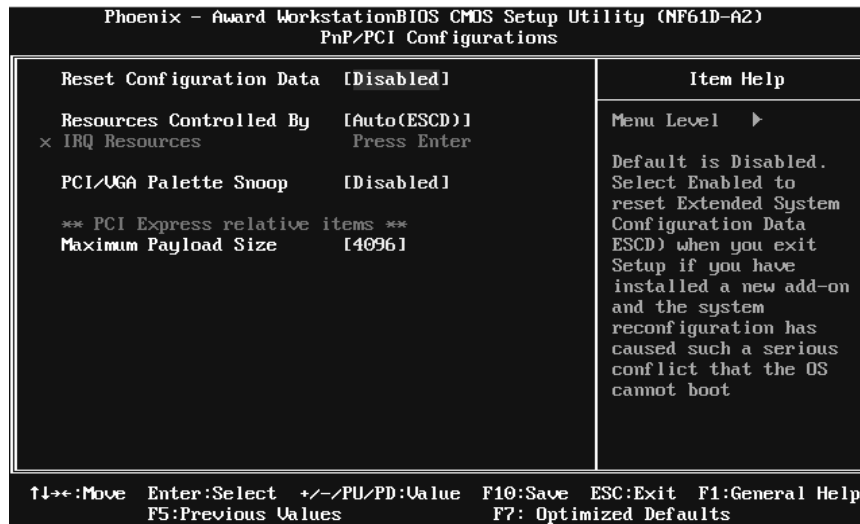 Phoenix - Award WorkstationBIOS CMOS Setup Utility (NF61D-A2)
PnP/PCI Configurations
Reset Configuration Data [Disabled]
Resources Controlled By [Auto(ESCD)]
x IRQ Resources Press Enter
PCI/VGA Palette Snoop [Disabled]
** PCI Express relative items **
Maximum Payload Size [4096]
Item Help
Menu Level ▶
Default is Disabled.
Select Enabled to
reset Extended System
Configuration Data
ESCD) when you exit
Setup if you have
installed a new add-on
and the system
reconfiguration has
caused such a serious
conflict that the OS
cannot boot
↑↓→←:Move Enter:Select +/-/PU/PD:Value F10:Save ESC:Exit F1:General Help
F5:Previous Values F7: Optimized Defaults